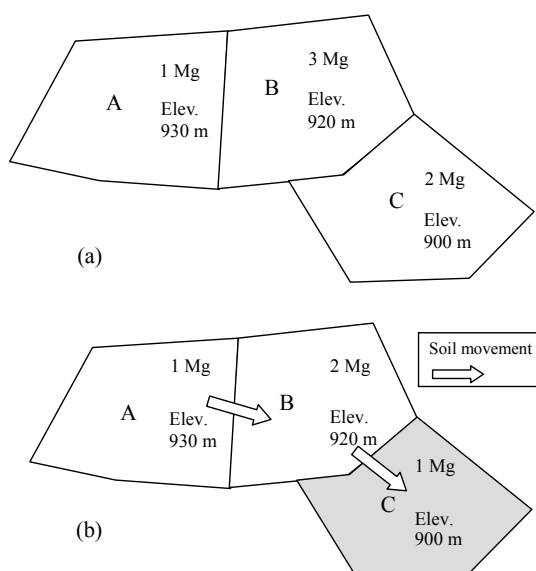 1 Mg
A
Elev.
930 m
3 Mg
B
Elev.
920 m
2 Mg
C
Elev.
900 m
(a)
Soil movement
1 Mg
A
Elev.
930 m
2 Mg
B
Elev.
920 m
1 Mg
C
Elev.
900 m
(b)